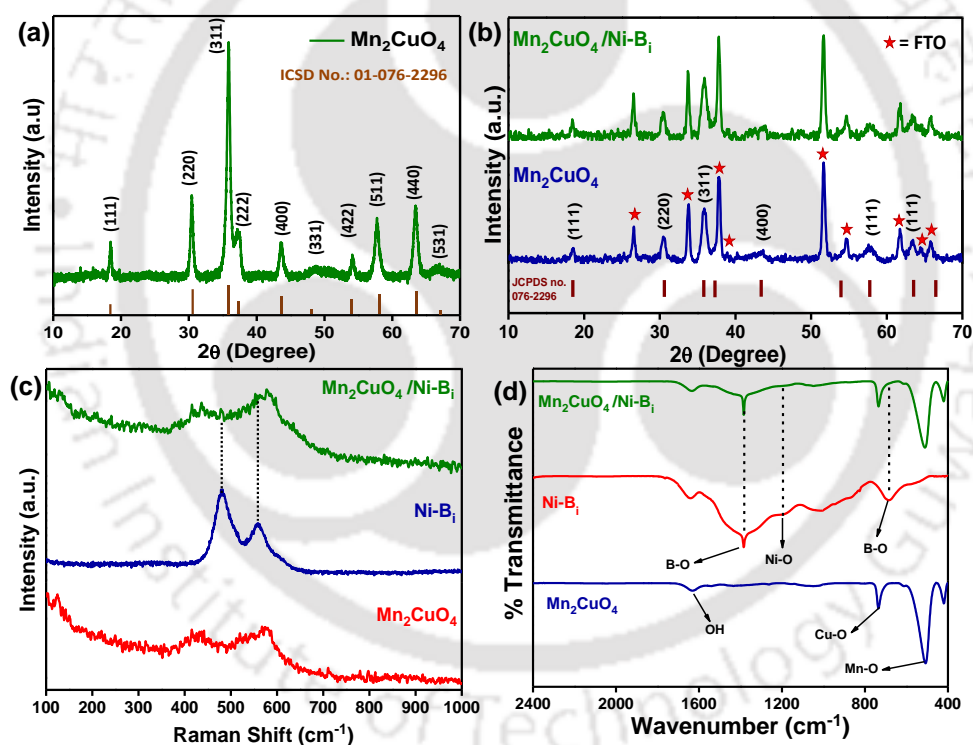 (a)
Mn₂CuO₄
ICSD No.: 01-076-2296
(111)
(220)
(311)
(222)
(400)
(331)
(422)
(511)
(440)
(531)
Intensity (a.u)
10 20 30 40 50 60 70
2θ (Degree)
(b)
Mn₂CuO₄ /Ni-Bᵢ
★ = FTO
Mn₂CuO₄
(111)
(220)
(311)
(400)
(111)
(111)
JCPDS no.
076-2296
Intensity (a.u.)
10 20 30 40 50 60 70
2θ (Degree)
(c)
Mn₂CuO₄ /Ni-Bᵢ
Ni-Bᵢ
Mn₂CuO₄
Intensity (a.u.)
100 200 300 400 500 600 700 800 900 1000
Raman Shift (cm⁻¹)
(d)
Mn₂CuO₄/Ni-Bᵢ
Ni-Bᵢ
B-O
Ni-O
B-O
Mn₂CuO₄
OH
Cu-O
Mn-O
% Transmittance
2400 2000 1600 1200 800 400
Wavenumber (cm⁻¹)
Institute of Technology Guw